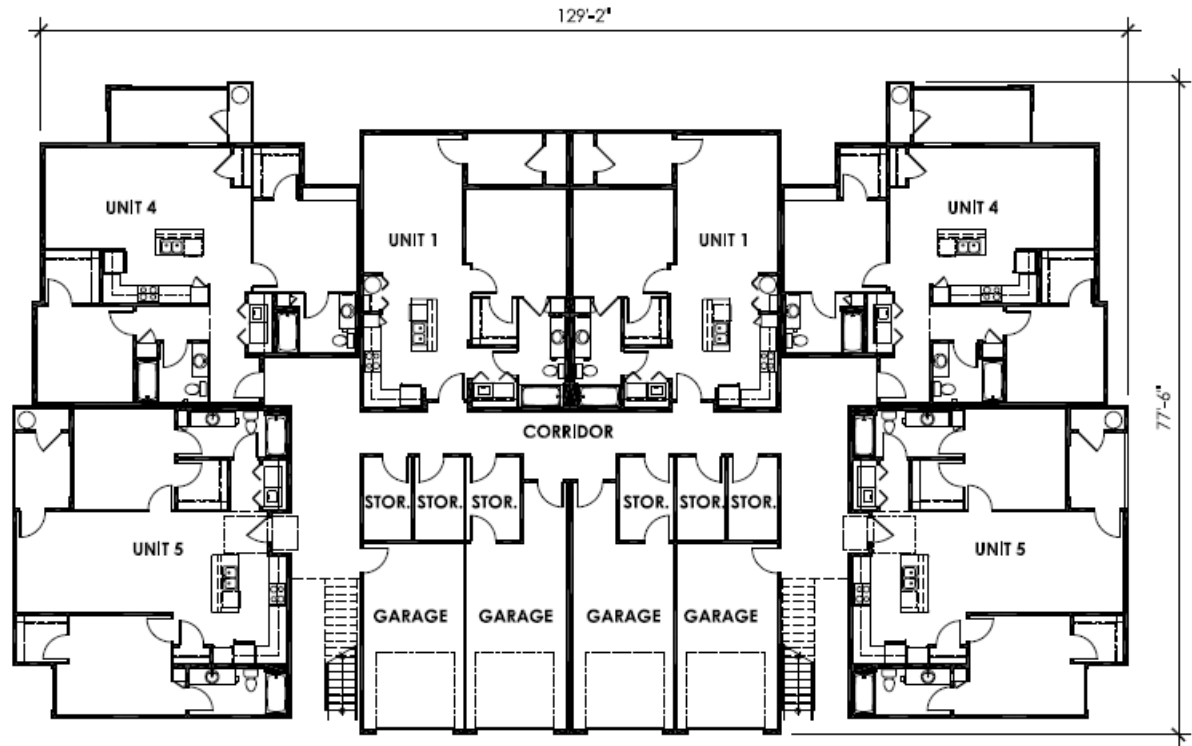 129'-2"
UNIT 4
UNIT 4
UNIT 1
UNIT 1
77'-6"
CORRIDOR
STOR.
STOR.
STOR.
STOR.
STOR.
STOR.
UNIT 5
UNIT 5
GARAGE
GARAGE
GARAGE
GARAGE